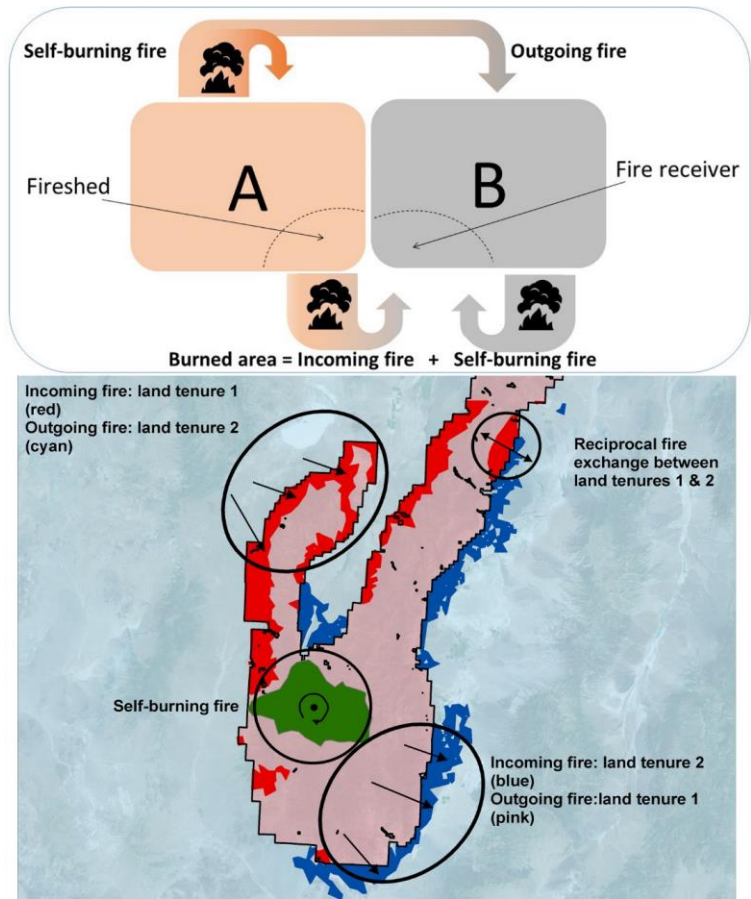 Self-burning fire
Outgoing fire
A
B
Fireshed
Fire receiver
Burned area = Incoming fire + Self-burning fire
Incoming fire: land tenure 1
(red)
Outgoing fire: land tenure 2
(cyan)
Reciprocal fire
exchange between
land tenures 1 & 2
Self-burning fire
Incoming fire: land tenure 2
(blue)
Outgoing fire:land tenure 1
(pink)